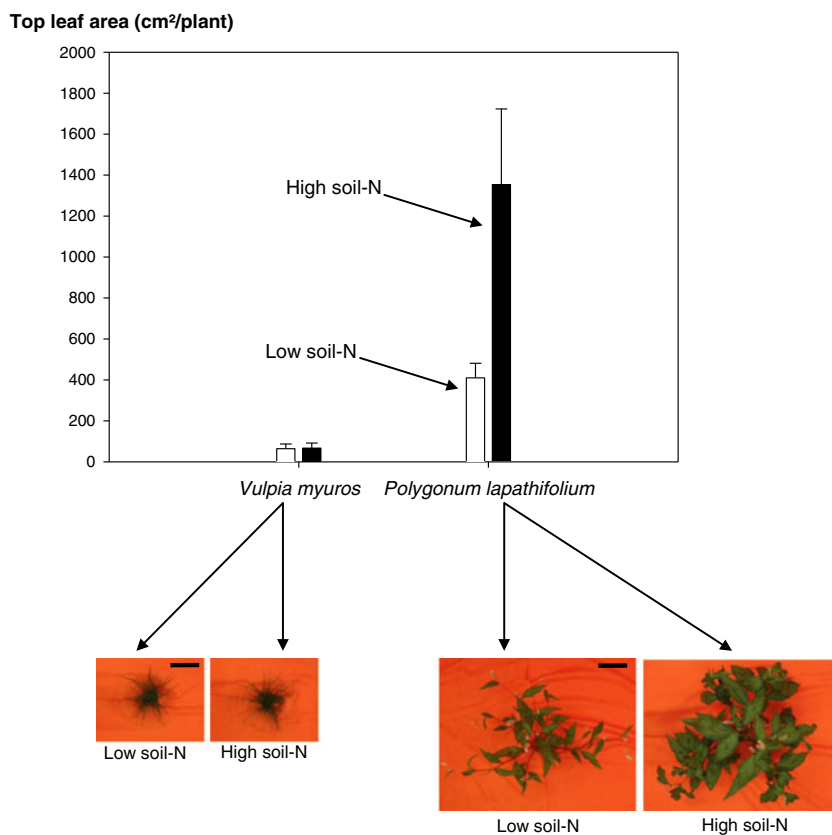 Top leaf area (cm²/plant)
2000
1800
1600
1400
1200
1000
800
600
400
200
0
High soil-N
Low soil-N
Vulpia myuros
Polygonum lapathifolium
Low soil-N
High soil-N
Low soil-N
High soil-N